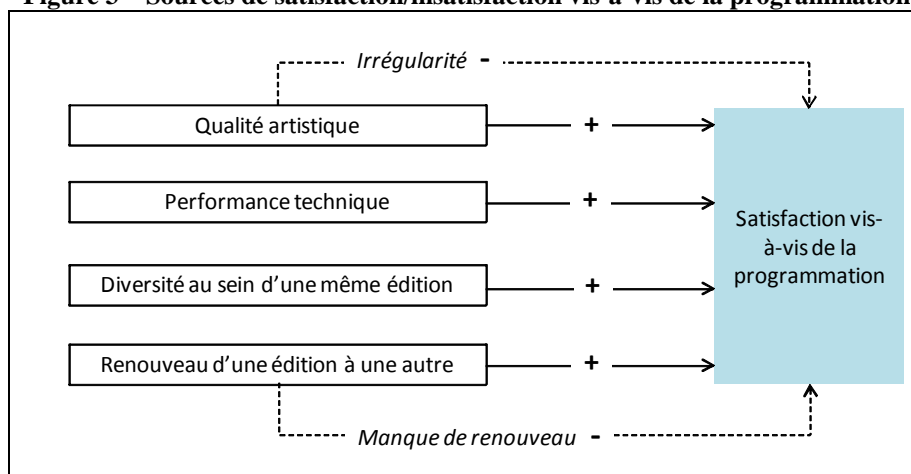 Figure 3 – Sources de satisfaction/insatisfaction vis-à-vis de la programmation
Irrégularité -
Qualité artistique
+
Performance technique
+
Satisfaction vis-
à-vis de la
programmation
Diversité au sein d'une même édition
+
Renouveau d'une édition à une autre
+
Manque de renouveau -